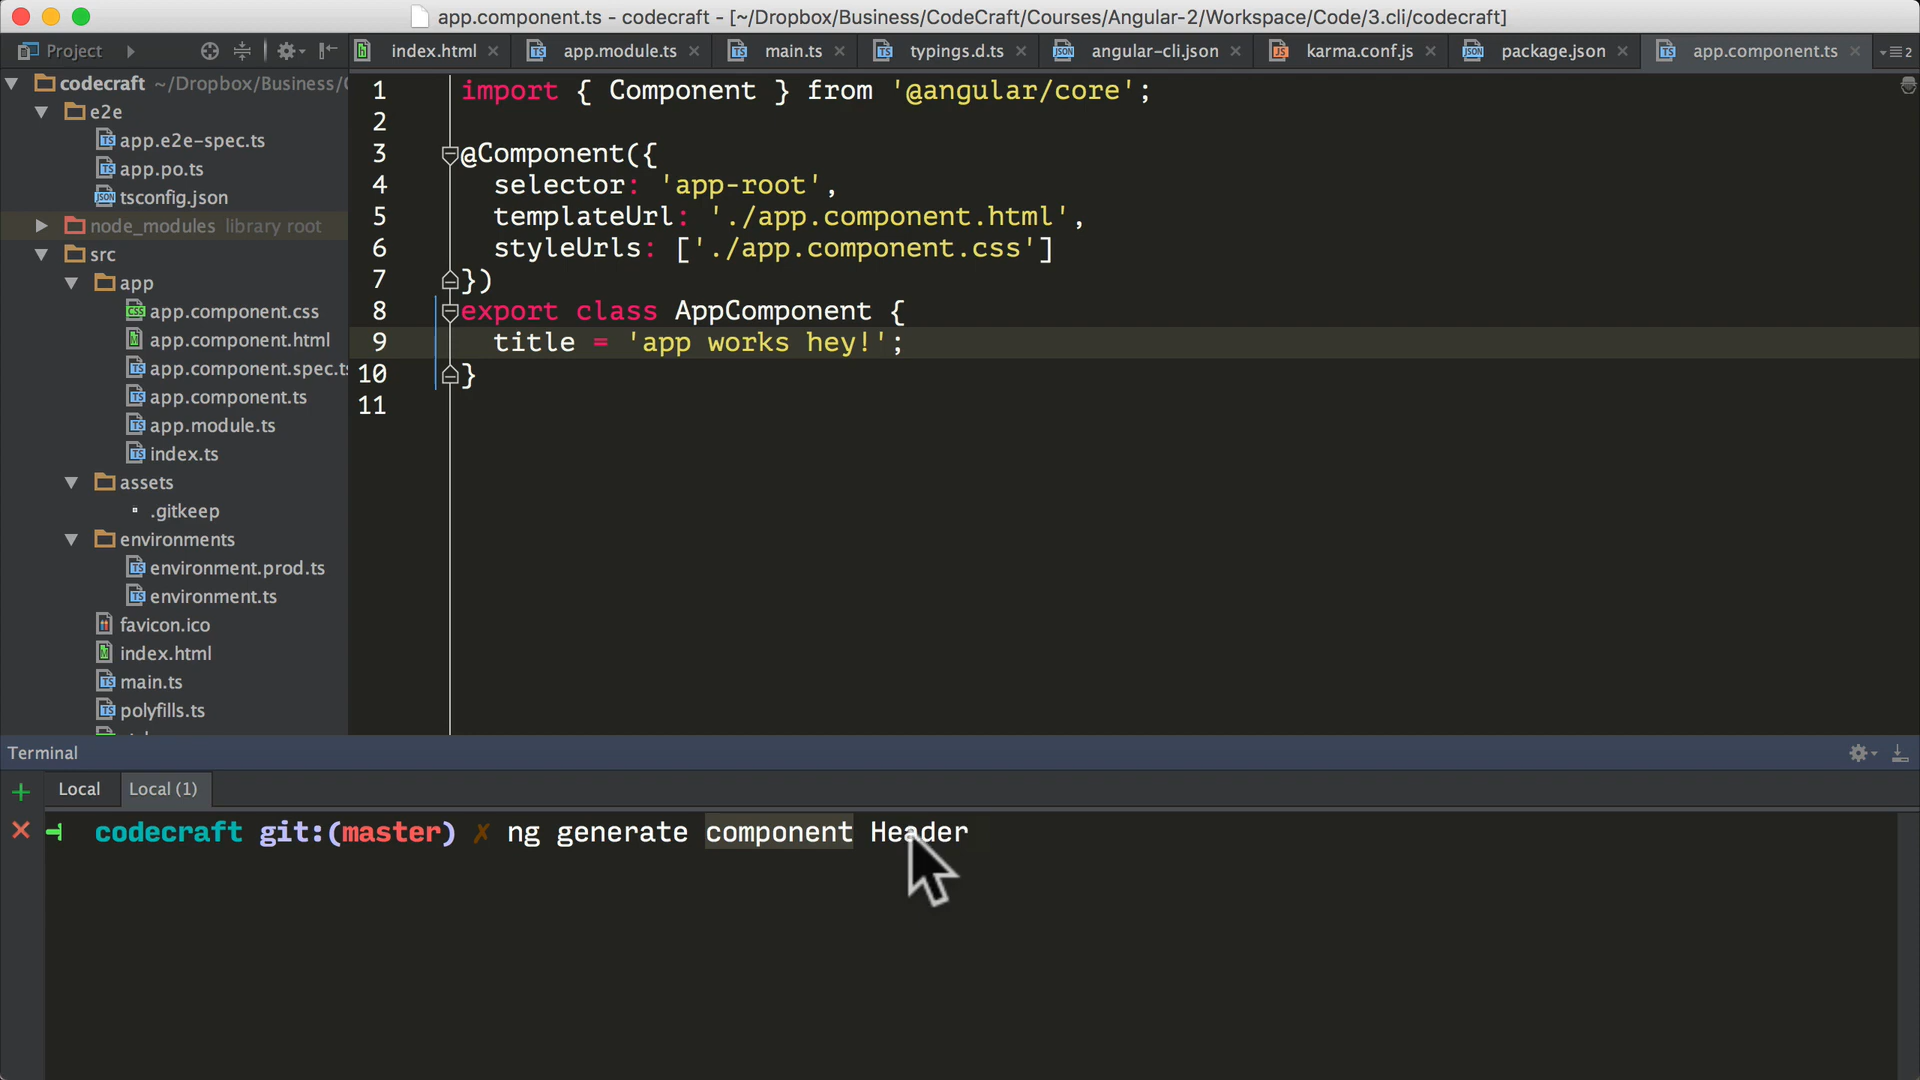 app.component.ts - codecraft - [~/Dropbox/Business/CodeCraft/Courses/Angular-2/Workspace/Code/3.cli/codecraft]
Project
index.html
app.module.ts
main.ts
typings.d.ts
angular-cli.json
karma.conf.js
package.json
app.component.ts
codecraft ~/Dropbox/Business/
e2e
app.e2e-spec.ts
app.po.ts
tsconfig.json
node_modules library root
src
app
app.component.css
app.component.html
app.component.spec.t
app.component.ts
app.module.ts
index.ts
assets
.gitkeep
environments
environment.prod.ts
environment.ts
favicon.ico
index.html
main.ts
polyfills.ts
1 import { Component } from '@angular/core';
2
3 @Component({
4 selector: 'app-root',
5 templateUrl: './app.component.html',
6 styleUrls: ['./app.component.css']
7 })
8 export class AppComponent {
9 title = 'app works hey!';
10 }
11
Terminal
Local Local (1)
codecraft git:(master) ✗ ng generate component Header